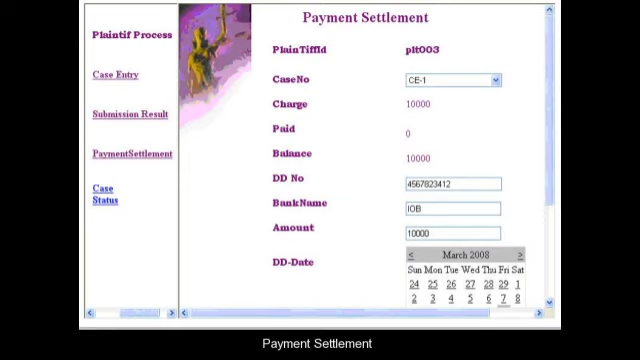 Payment Settlement
Plaintif Process
PlainTiffId plt003
Case Entry
CaseNo CE-1
Charge 10000
Submission Result
Paid 0
PaymentSettlement
Balance 10000
DD No 4567823412
Case
Status
BankName IOB
Amount 10000
DD-Date
< March 2008 >
Sun Mon Tue Wed Thu Fri Sat
24 25 26 27 28 29 1
2 3 4 5 6 7 8
Payment Settlement